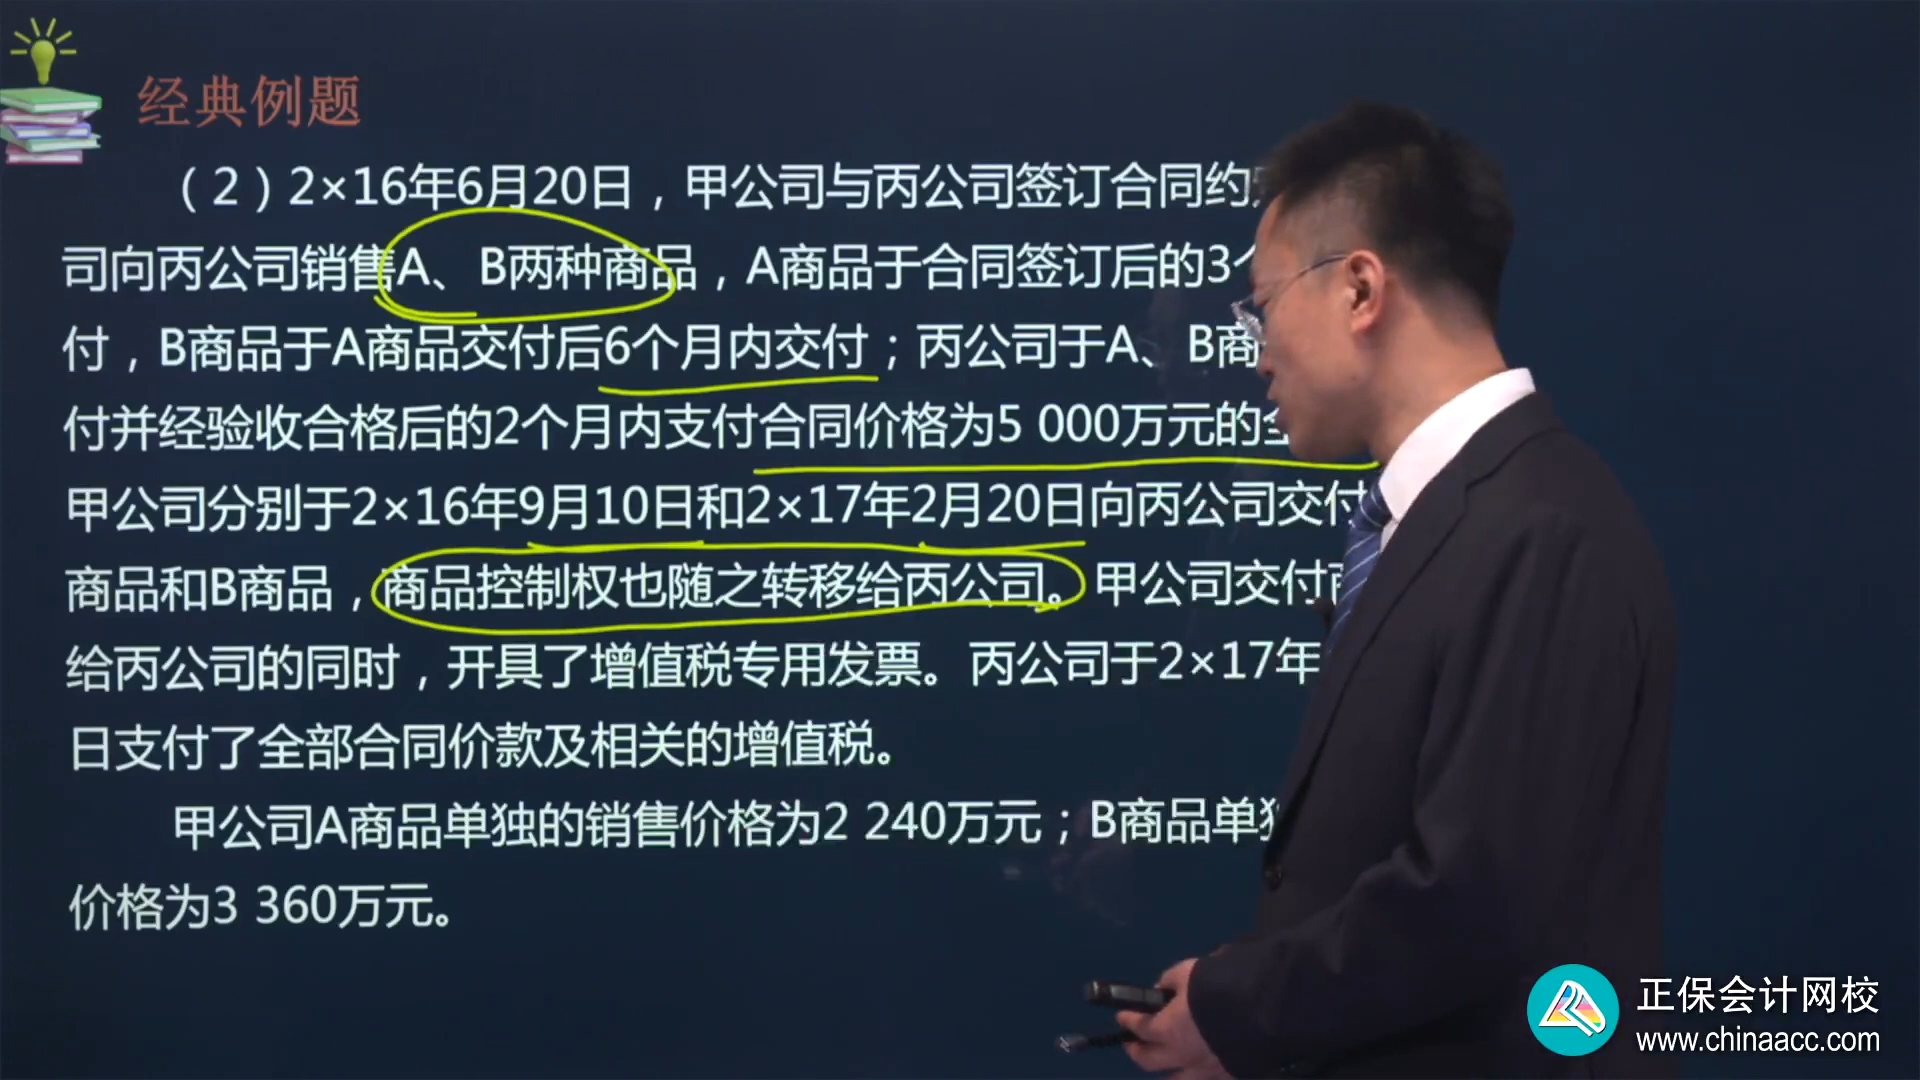 经典例题
（2）2×16年6月20日，甲公司与丙公司签订合同约
司向丙公司销售A、B两种商品，A商品于合同签订后的3个
付，B商品于A商品交付后6个月内交付；丙公司于A、B商
付并经验收合格后的2个月内支付合同价格为5 000万元的全
甲公司分别于2×16年9月10日和2×17年2月20日向丙公司交付
商品和B商品，商品控制权也随之转移给丙公司。甲公司交付商
给丙公司的同时，开具了增值税专用发票。丙公司于2×17年
日支付了全部合同价款及相关的增值税。
甲公司A商品单独的销售价格为2 240万元；B商品单独
价格为3 360万元。
正保会计网校
www.chinaacc.com